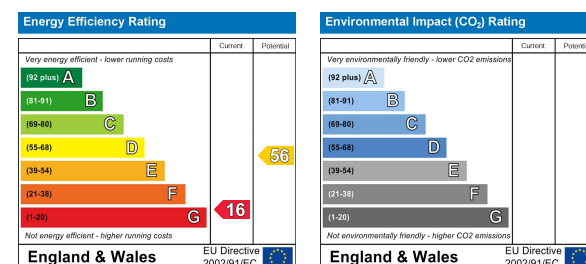 Energy Efficiency Rating
Current Potential
Very energy efficient - lower running costs
(92 plus) A
(81-91) B
(69-80) C
(55-68) D
(39-54) E
(21-38) F
(1-20) G
56
16
Not energy efficient - higher running costs
England & Wales
EU Directive
2002/91/EC
Environmental Impact (CO₂) Rating
Current Potential
Very environmentally friendly - lower CO2 emissions
(92 plus) A
(81-91) B
(69-80) C
(55-68) D
(39-54) E
(21-38) F
(1-20) G
Not environmentally friendly - higher CO2 emissions
England & Wales
EU Directive
2002/91/EC